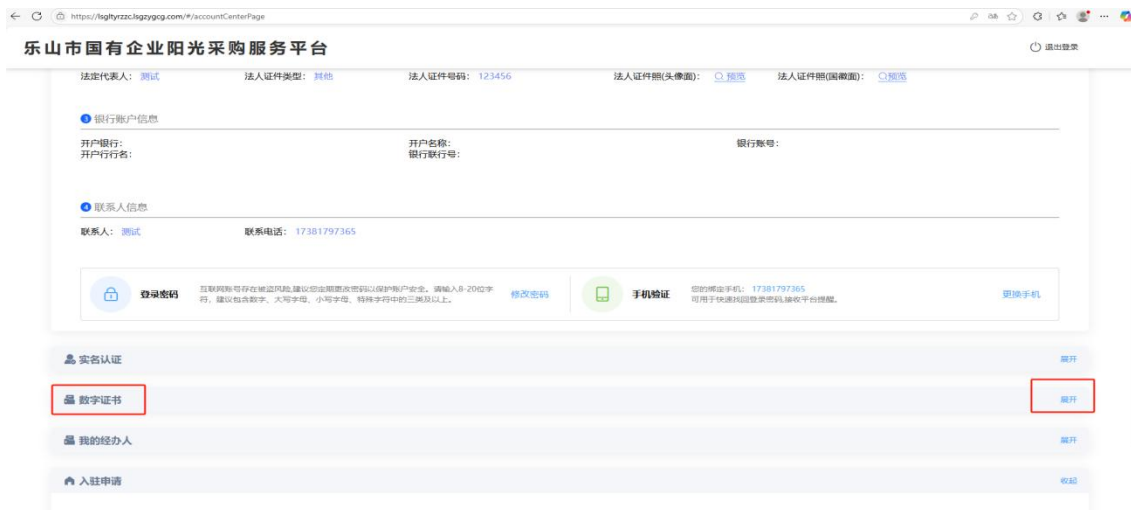 https://lsgltyrzzc.lsgzygcg.com/#/accountCenterPage
乐山市国有企业阳光采购服务平台
退出登录
法定代表人: 测试 法人证件类型: 其他 法人证件号码: 123456 法人证件照(头像面): 预览 法人证件照(国徽面): 预览
3 银行账户信息
开户银行: 开户名称: 银行账号:
开户行行名: 银行联行号:
4 联系人信息
联系人: 测试 联系电话: 17381797365
登录密码 互联网账号存在被盗风险,建议您定期更改密码以保护账户安全。请输入8-20位字
符，建议包含数字、大写字母、小写字母、特殊字符中的三类及以上。 修改密码
手机验证 您的绑定手机: 17381797365
可用于快速找回登录密码,接收平台提醒。 更换手机
实名认证 展开
数字证书 展开
我的经办人 展开
入驻申请 收起